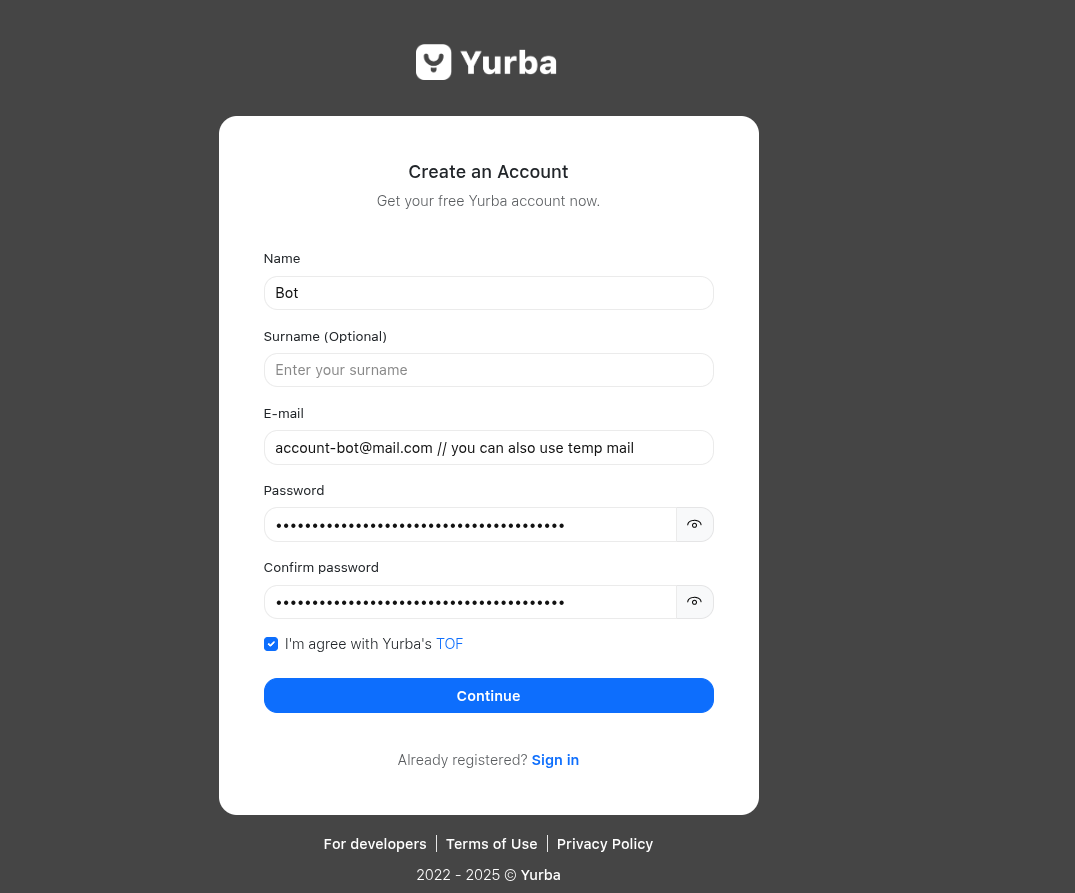 Yurba
Create an Account
Get your free Yurba account now.
Name
Bot
Surname (Optional)
Enter your surname
E-mail
account-bot@mail.com // you can also use temp mail
Password
••••••••••••••••••••••••••••••••••••••••
Confirm password
••••••••••••••••••••••••••••••••••••••••
I'm agree with Yurba's TOF
Continue
Already registered? Sign in
For developers | Terms of Use | Privacy Policy
2022 - 2025 © Yurba